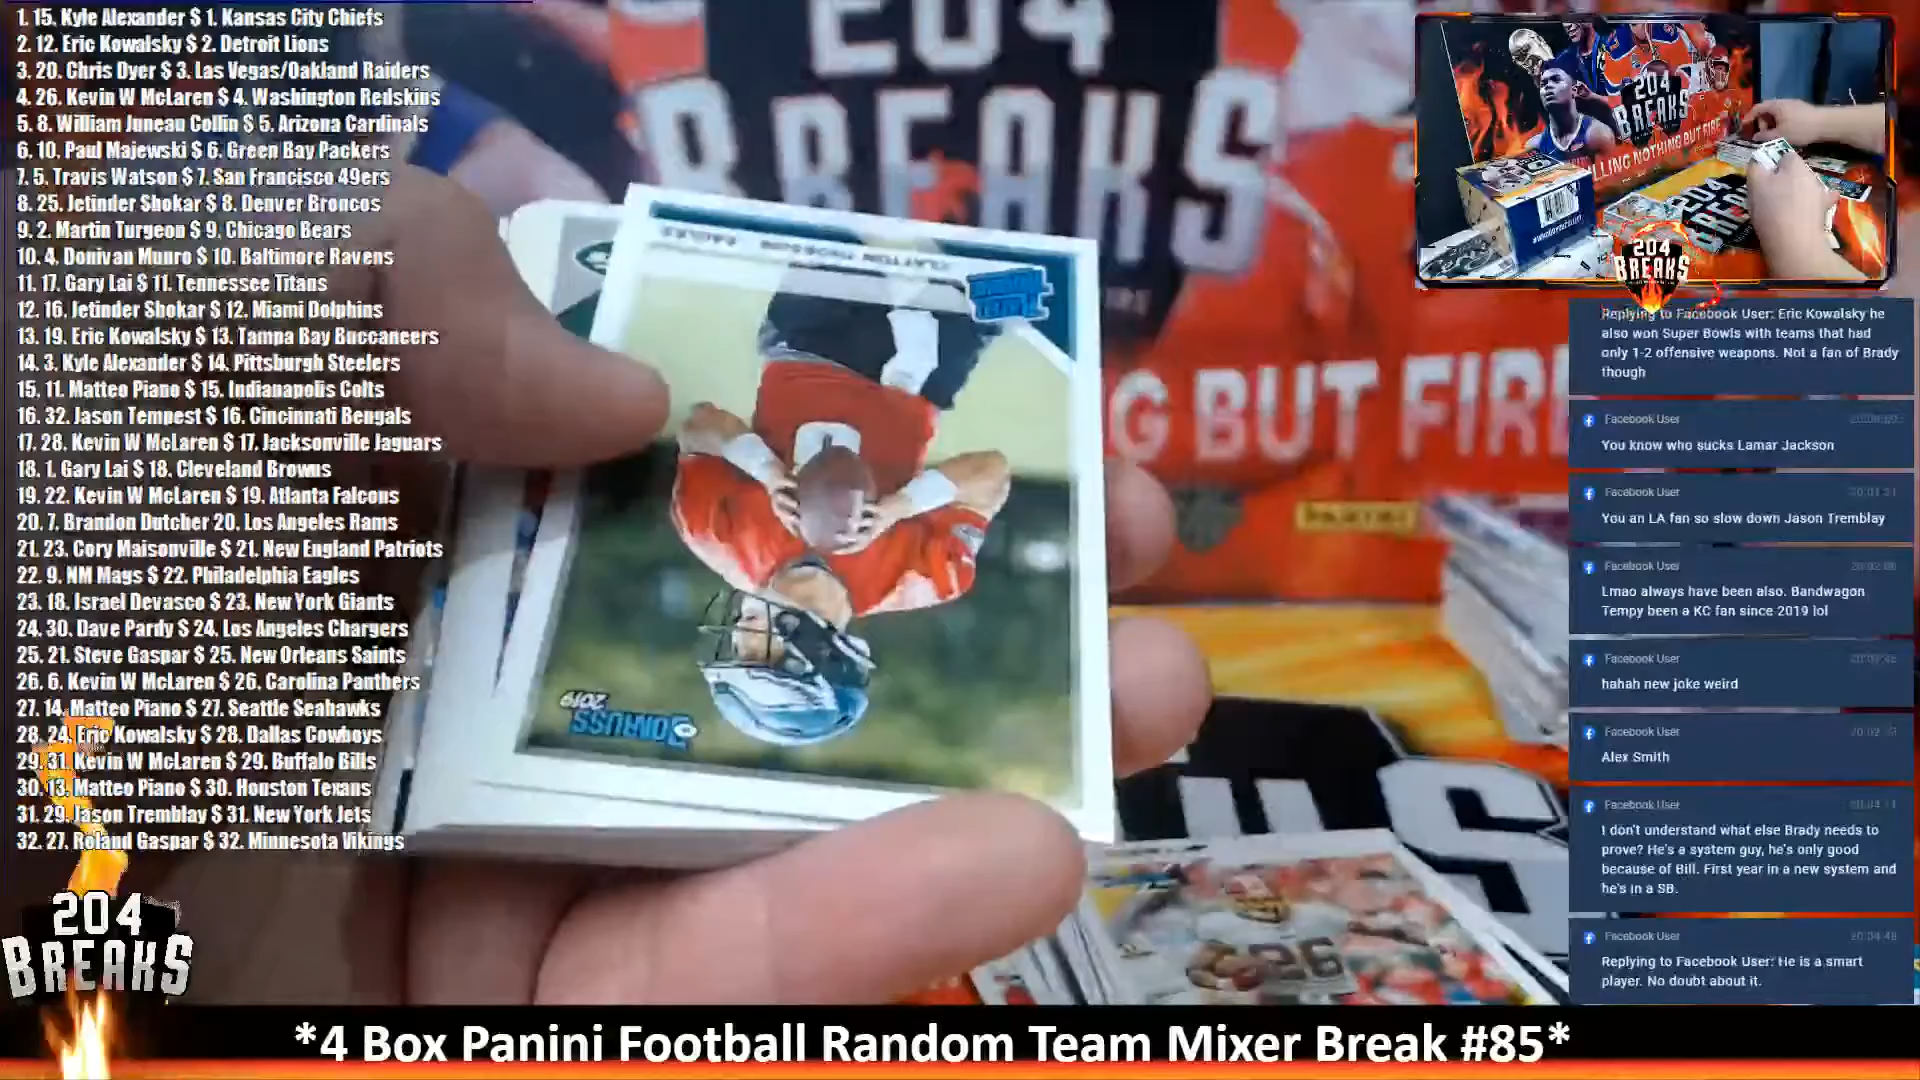 1. 15. Kyle Alexander $ 1. Kansas City Chiefs
2. 12. Eric Kowalsky $ 2. Detroit Lions
3. 20. Chris Dyer $ 3. Las Vegas/Oakland Raiders
4. 26. Kevin W McLaren $ 4. Washington Redskins
5. 8. William Juneau Collin $ 5. Arizona Cardinals
6. 10. Paul Majewski $ 6. Green Bay Packers
7. 5. Travis Watson $ 7. San Francisco 49ers
8. 25. Jetinder Shokar $ 8. Denver Broncos
9. 2. Martin Turgeon $ 9. Chicago Bears
10. 4. Donivan Munro $ 10. Baltimore Ravens
11. 17. Gary Lai $ 11. Tennessee Titans
12. 16. Jetinder Shokar $ 12. Miami Dolphins
13. 19. Eric Kowalsky $ 13. Tampa Bay Buccaneers
14. 3. Kyle Alexander $ 14. Pittsburgh Steelers
15. 11. Matteo Piano $ 15. Indianapolis Colts
16. 32. Jason Tempest $ 16. Cincinnati Bengals
17. 28. Kevin W McLaren $ 17. Jacksonville Jaguars
18. 1. Gary Lai $ 18. Cleveland Browns
19. 22. Kevin W McLaren $ 19. Atlanta Falcons
20. 7. Brandon Dutcher 20. Los Angeles Rams
21. 23. Cory Maisonville $ 21. New England Patriots
22. 9. NM Mags $ 22. Philadelphia Eagles
23. 18. Israel Devasco $ 23. New York Giants
24. 30. Dave Pardy $ 24. Los Angeles Chargers
25. 21. Steve Gaspar $ 25. New Orleans Saints
26. 6. Kevin W McLaren $ 26. Carolina Panthers
27. 14. Matteo Piano $ 27. Seattle Seahawks
28. 24. Eric Kowalsky $ 28. Dallas Cowboys
29. 31. Kevin W McLaren $ 29. Buffalo Bills
30. 13. Matteo Piano $ 30. Houston Texans
31. 29. Jason Tremblay $ 31. New York Jets
32. 27. Roland Gaspar $ 32. Minnesota Vikings
204
BREAKS
204
BREAKS
G BUT FIRE
PANINI
CLAYTON THORSON EAGLES
DONRUSS
2019
26
204
BREAKS
LLING NOTHING BUT FIRE
204
BREAKS
204
BREAKS
Replying to Facebook User: Eric Kowalsky he
also won Super Bowls with teams that had
only 1-2 offensive weapons. Not a fan of Brady
though
Facebook User
You know who sucks Lamar Jackson
Facebook User
You an LA fan so slow down Jason Tremblay
Facebook User
Lmao always have been also. Bandwagon
Tempy been a KC fan since 2019 lol
Facebook User
hahah new joke weird
Facebook User
Alex Smith
Facebook User
I don't understand what else Brady needs to
prove? He's a system guy, he's only good
because of Bill. First year in a new system and
he's in a SB.
Facebook User 20:04:48
Replying to Facebook User: He is a smart
player. No doubt about it.
*4 Box Panini Football Random Team Mixer Break #85*